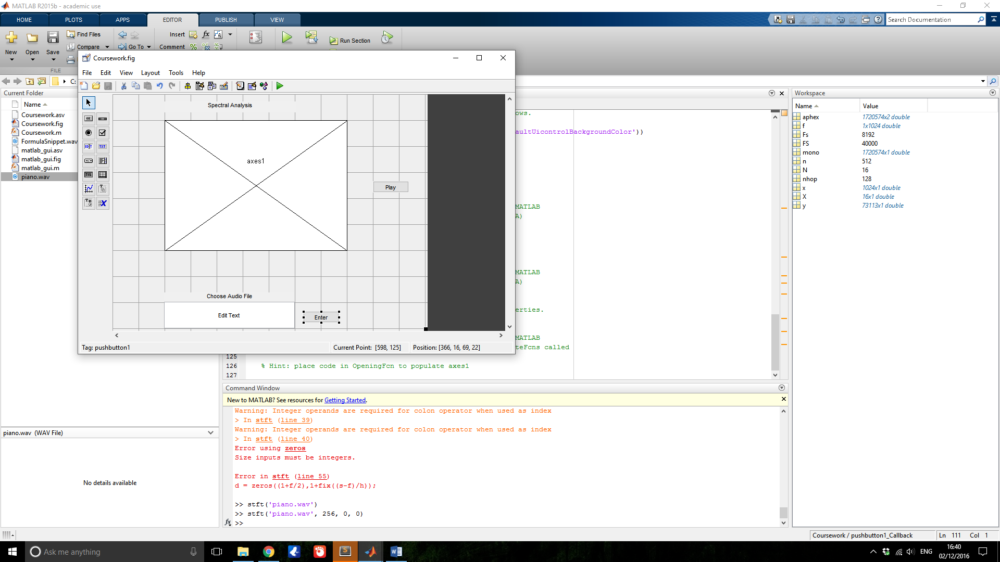 MATLAB R2015b - academic use
HOME PLOTS APPS EDITOR PUBLISH VIEW
Search Documentation
Find Files
Insert
fx
Compare
Go To
Comment
Run Section
New
Open
Save
FILE
C:
Coursework.fig
File Edit View Layout Tools Help
Spectral Analysis
axes1
Play
Choose Audio File
Edit Text
Enter
Tag: pushbutton1
Current Point: [598, 125]
Position: [366, 16, 69, 22]
Current Folder
Name
Coursework.asv
Coursework.fig
Coursework.m
FormulaSnippet.wav
matlab_gui.asv
matlab_gui.fig
matlab_gui.m
piano.wav
piano.wav (WAV File)
No details available
ows.
aultUicontrolBackgroundColor'))
MATLAB
A)
MATLAB
A)
erties.
MATLAB
teFcns called
125
126 % Hint: place code in OpeningFcn to populate axes1
127
Command Window
New to MATLAB? See resources for Getting Started.
Warning: Integer operands are required for colon operator when used as index
> In stft (line 39)
Warning: Integer operands are required for colon operator when used as index
> In stft (line 40)
Error using zeros
Size inputs must be integers.
Error in stft (line 55)
d = zeros((1+f/2),1+fix((s-f)/h));
>> stft('piano.wav')
>> stft('piano.wav', 256, 0, 0)
fx >>
Workspace
Name Value
aphex 1720574x2 double
f 1x1024 double
Fs 8192
FS 40000
mono 1720574x1 double
n 512
N 16
nhop 128
x 1024x1 double
X 16x1 double
y 73113x1 double
Coursework / pushbutton1_Callback
Ln 111 Col 1
Ask me anything
ENG
16:40
02/12/2016